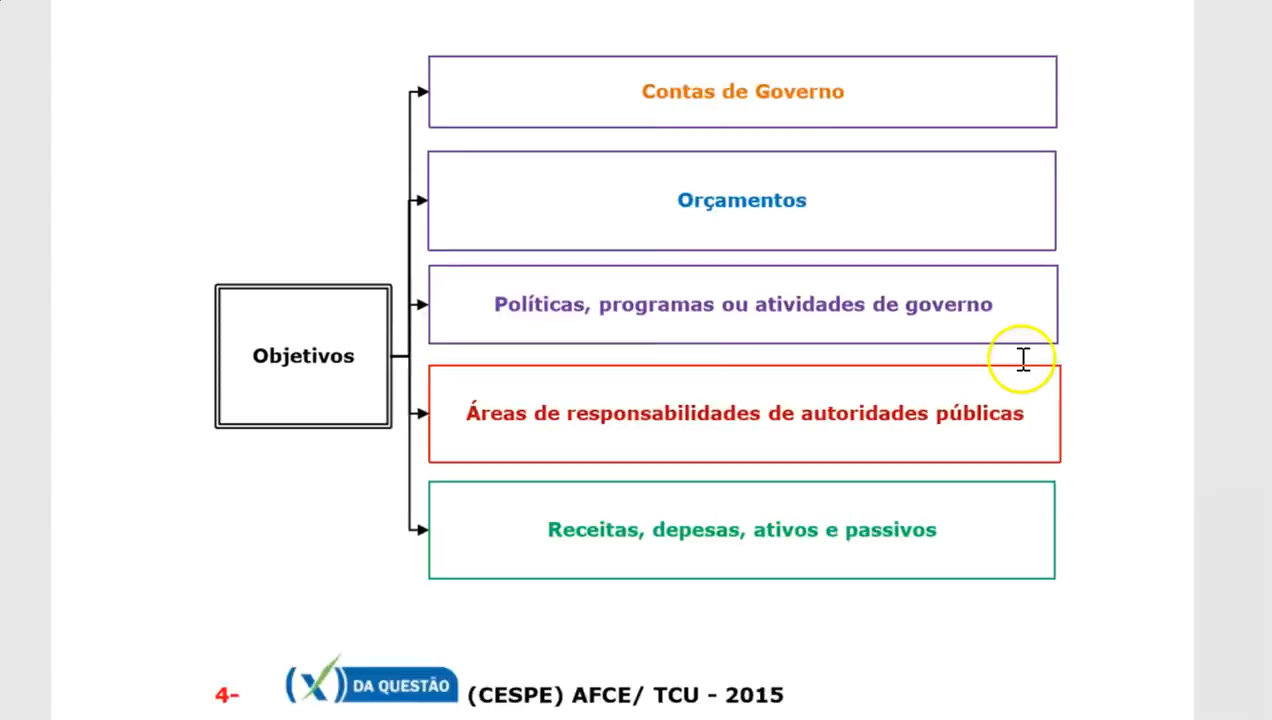 Contas de Governo
Orçamentos
Políticas, programas ou atividades de governo
Objetivos
Áreas de responsabilidades de autoridades públicas
Receitas, depesas, ativos e passivos
4- (X) DA QUESTÃO (CESPE) AFCE/ TCU - 2015